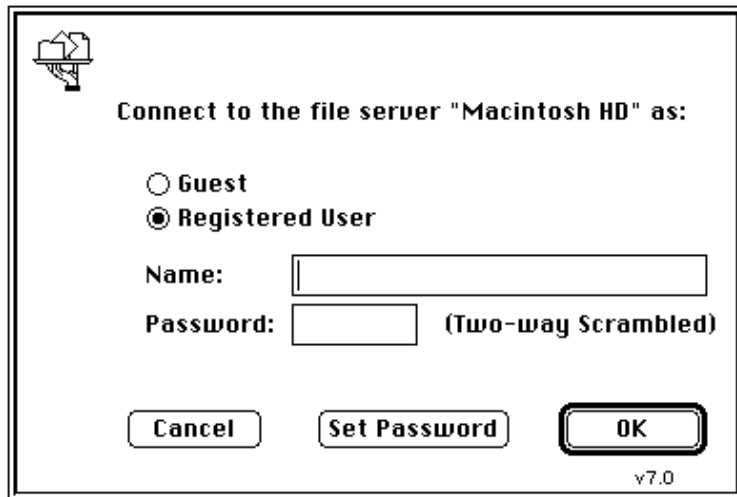 Connect to the file server "Macintosh HD" as:
Guest
Registered User
Name:
Password: (Two-way Scrambled)
Cancel Set Password OK
v7.0